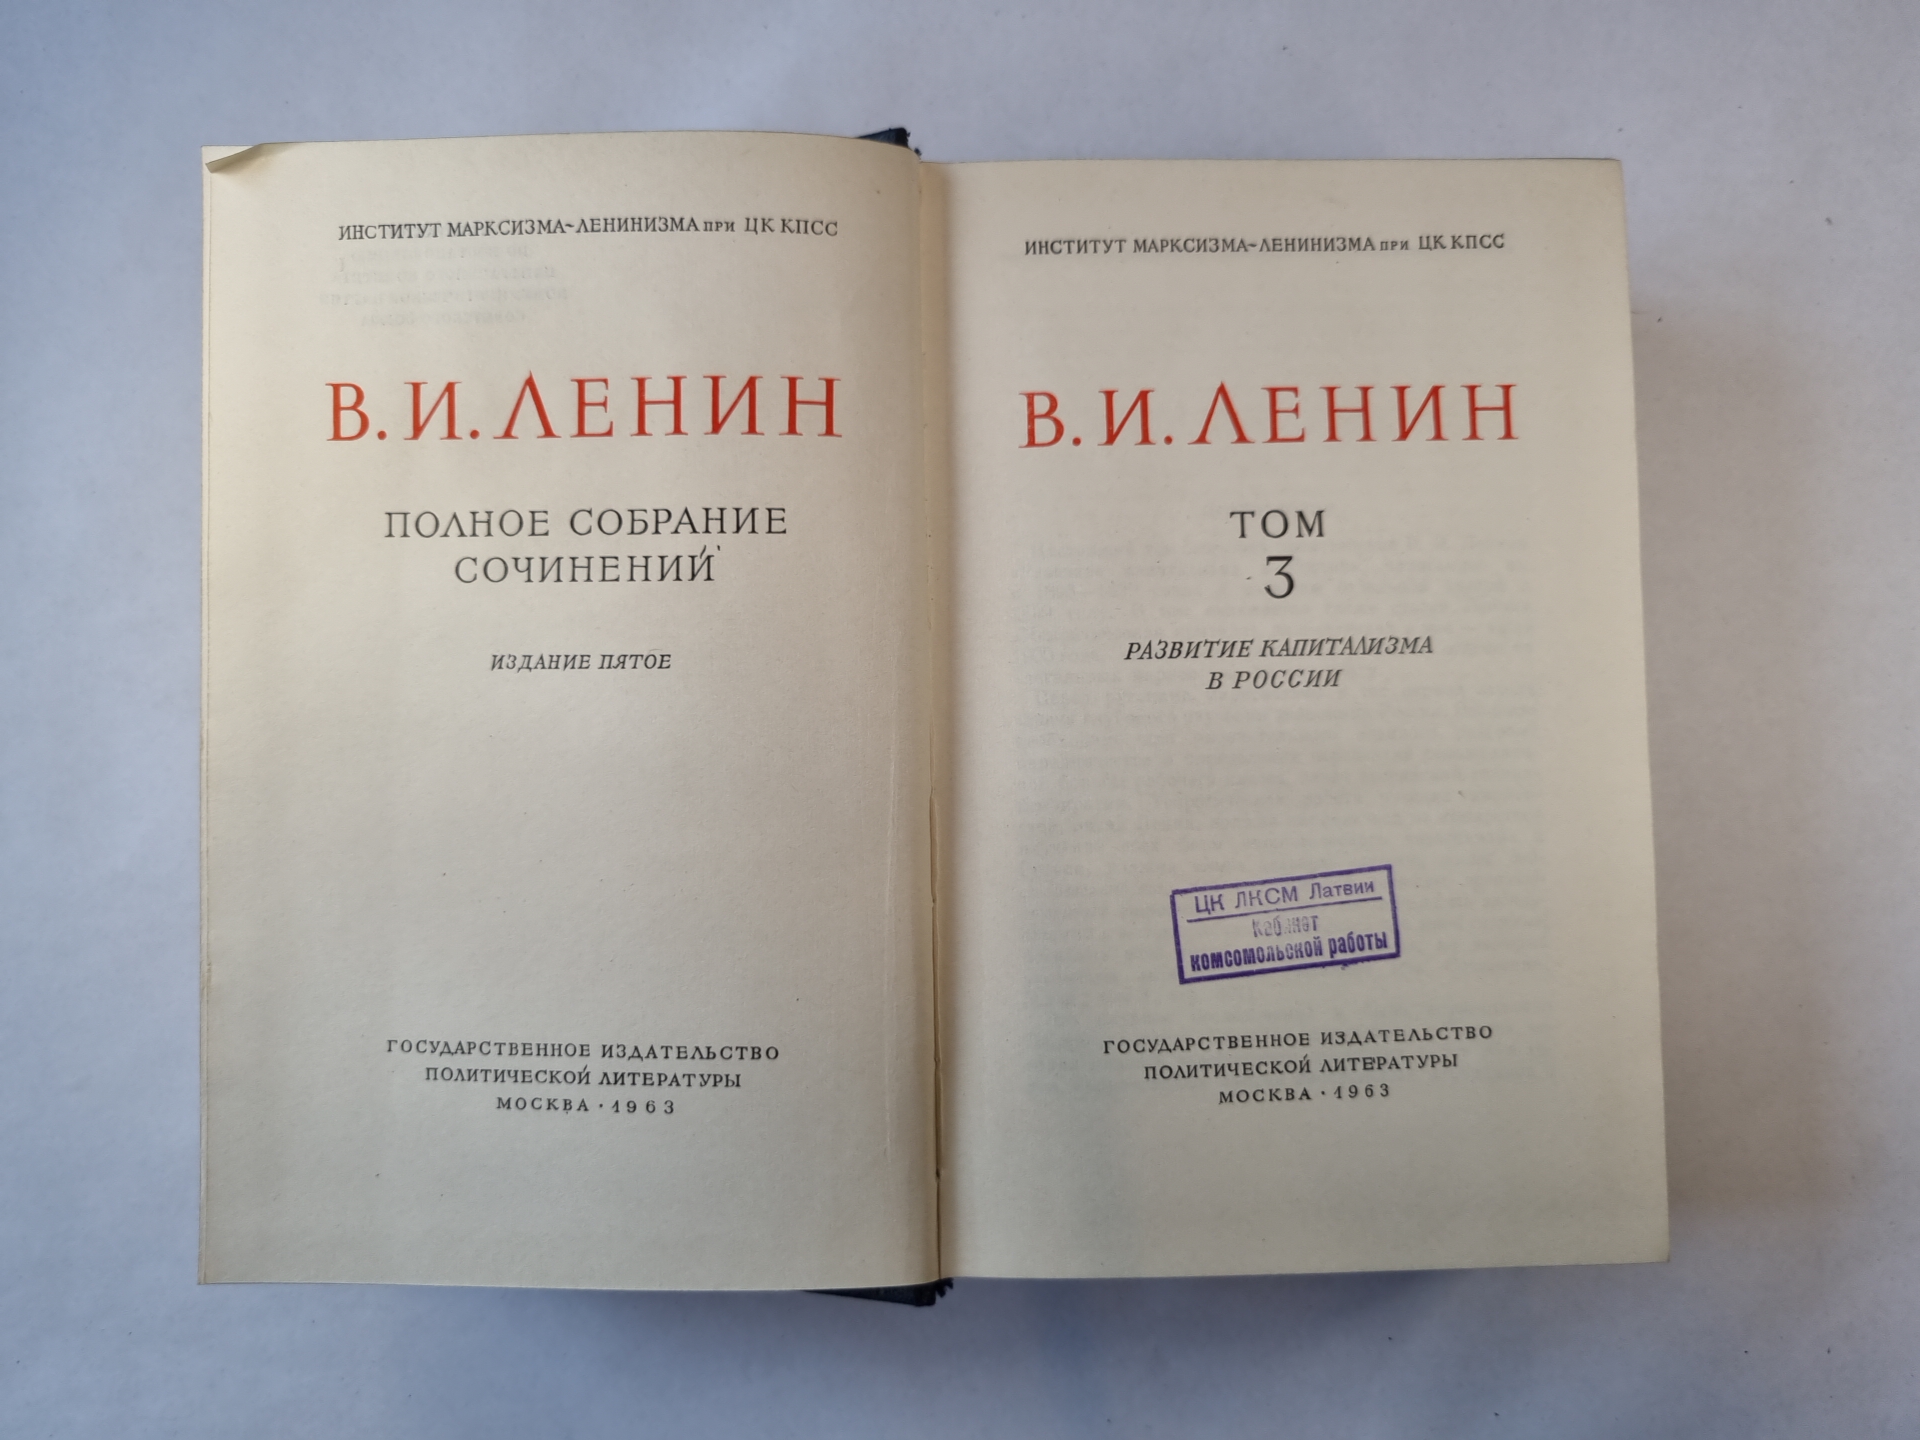 ИНСТИТУТ МАРКСИЗМА-ЛЕНИНИЗМА ПРИ ЦК КПСС
В. И. ЛЕНИН
ПОЛНОЕ СОБРАНИЕ
СОЧИНЕНИЙ
ИЗДАНИЕ ПЯТОЕ
ГОСУДАРСТВЕННОЕ ИЗДАТЕЛЬСТВО
ПОЛИТИЧЕСКОЙ ЛИТЕРАТУРЫ
МОСКВА · 1963
ИНСТИТУТ МАРКСИЗМА-ЛЕНИНИЗМА ПРИ ЦК КПСС
В. И. ЛЕНИН
ТОМ
3
РАЗВИТИЕ КАПИТАЛИЗМА
В РОССИИ
ЦК ЛКСМ Латвии
Кабинет
комсомольской работы
ГОСУДАРСТВЕННОЕ ИЗДАТЕЛЬСТВО
ПОЛИТИЧЕСКОЙ ЛИТЕРАТУРЫ
МОСКВА · 1963